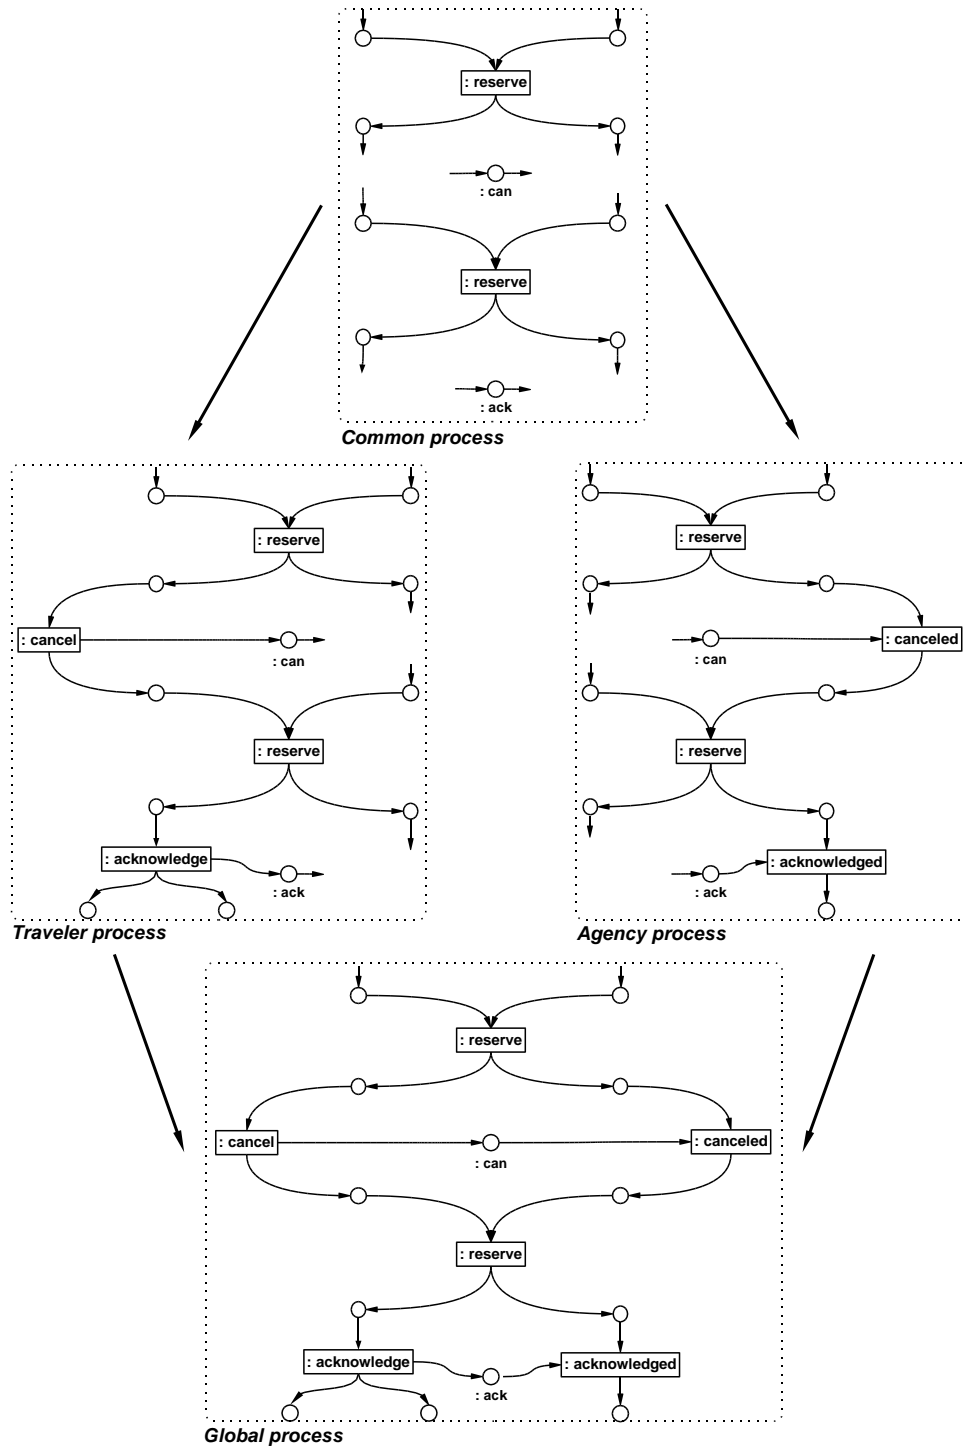 : reserve
: can
: reserve
: ack
Common process
: reserve
: cancel
: can
: reserve
: acknowledge
: ack
Traveler process
: reserve
: can
: canceled
: reserve
: ack
: acknowledged
Agency process
: reserve
: cancel
: can
: canceled
: reserve
: acknowledge
: ack
: acknowledged
Global process